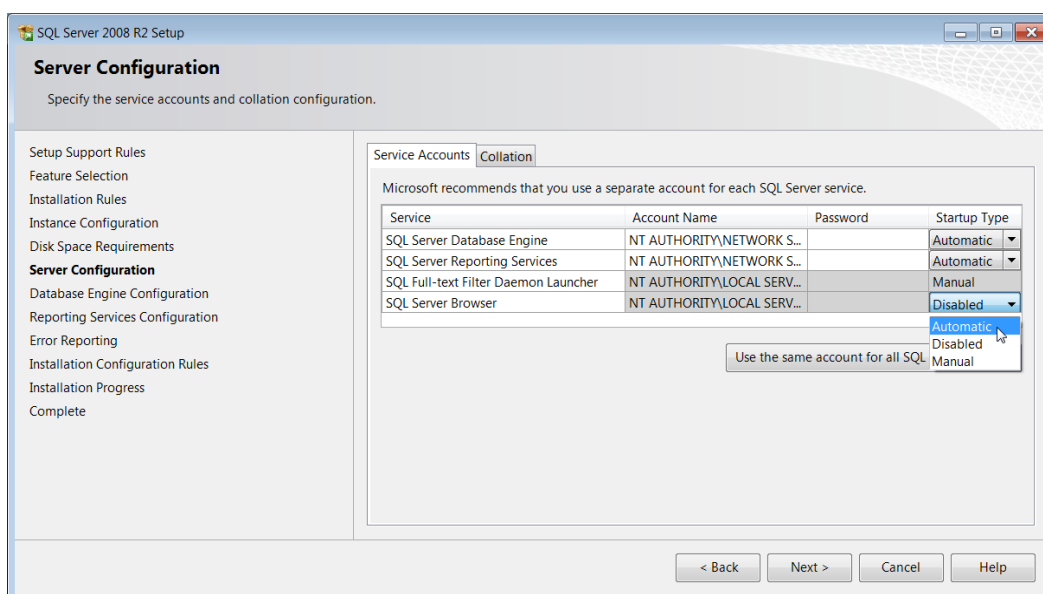 SQL Server 2008 R2 Setup
Server Configuration
Specify the service accounts and collation configuration.
Setup Support Rules
Feature Selection
Installation Rules
Instance Configuration
Disk Space Requirements
Server Configuration
Database Engine Configuration
Reporting Services Configuration
Error Reporting
Installation Configuration Rules
Installation Progress
Complete
Service Accounts Collation
Microsoft recommends that you use a separate account for each SQL Server service.
Service Account Name Password Startup Type
SQL Server Database Engine NT AUTHORITY\NETWORK S... Automatic
SQL Server Reporting Services NT AUTHORITY\NETWORK S... Automatic
SQL Full-text Filter Daemon Launcher NT AUTHORITY\LOCAL SERV... Manual
SQL Server Browser NT AUTHORITY\LOCAL SERV... Disabled
Automatic
Disabled
Use the same account for all SQL Manual
< Back Next > Cancel Help